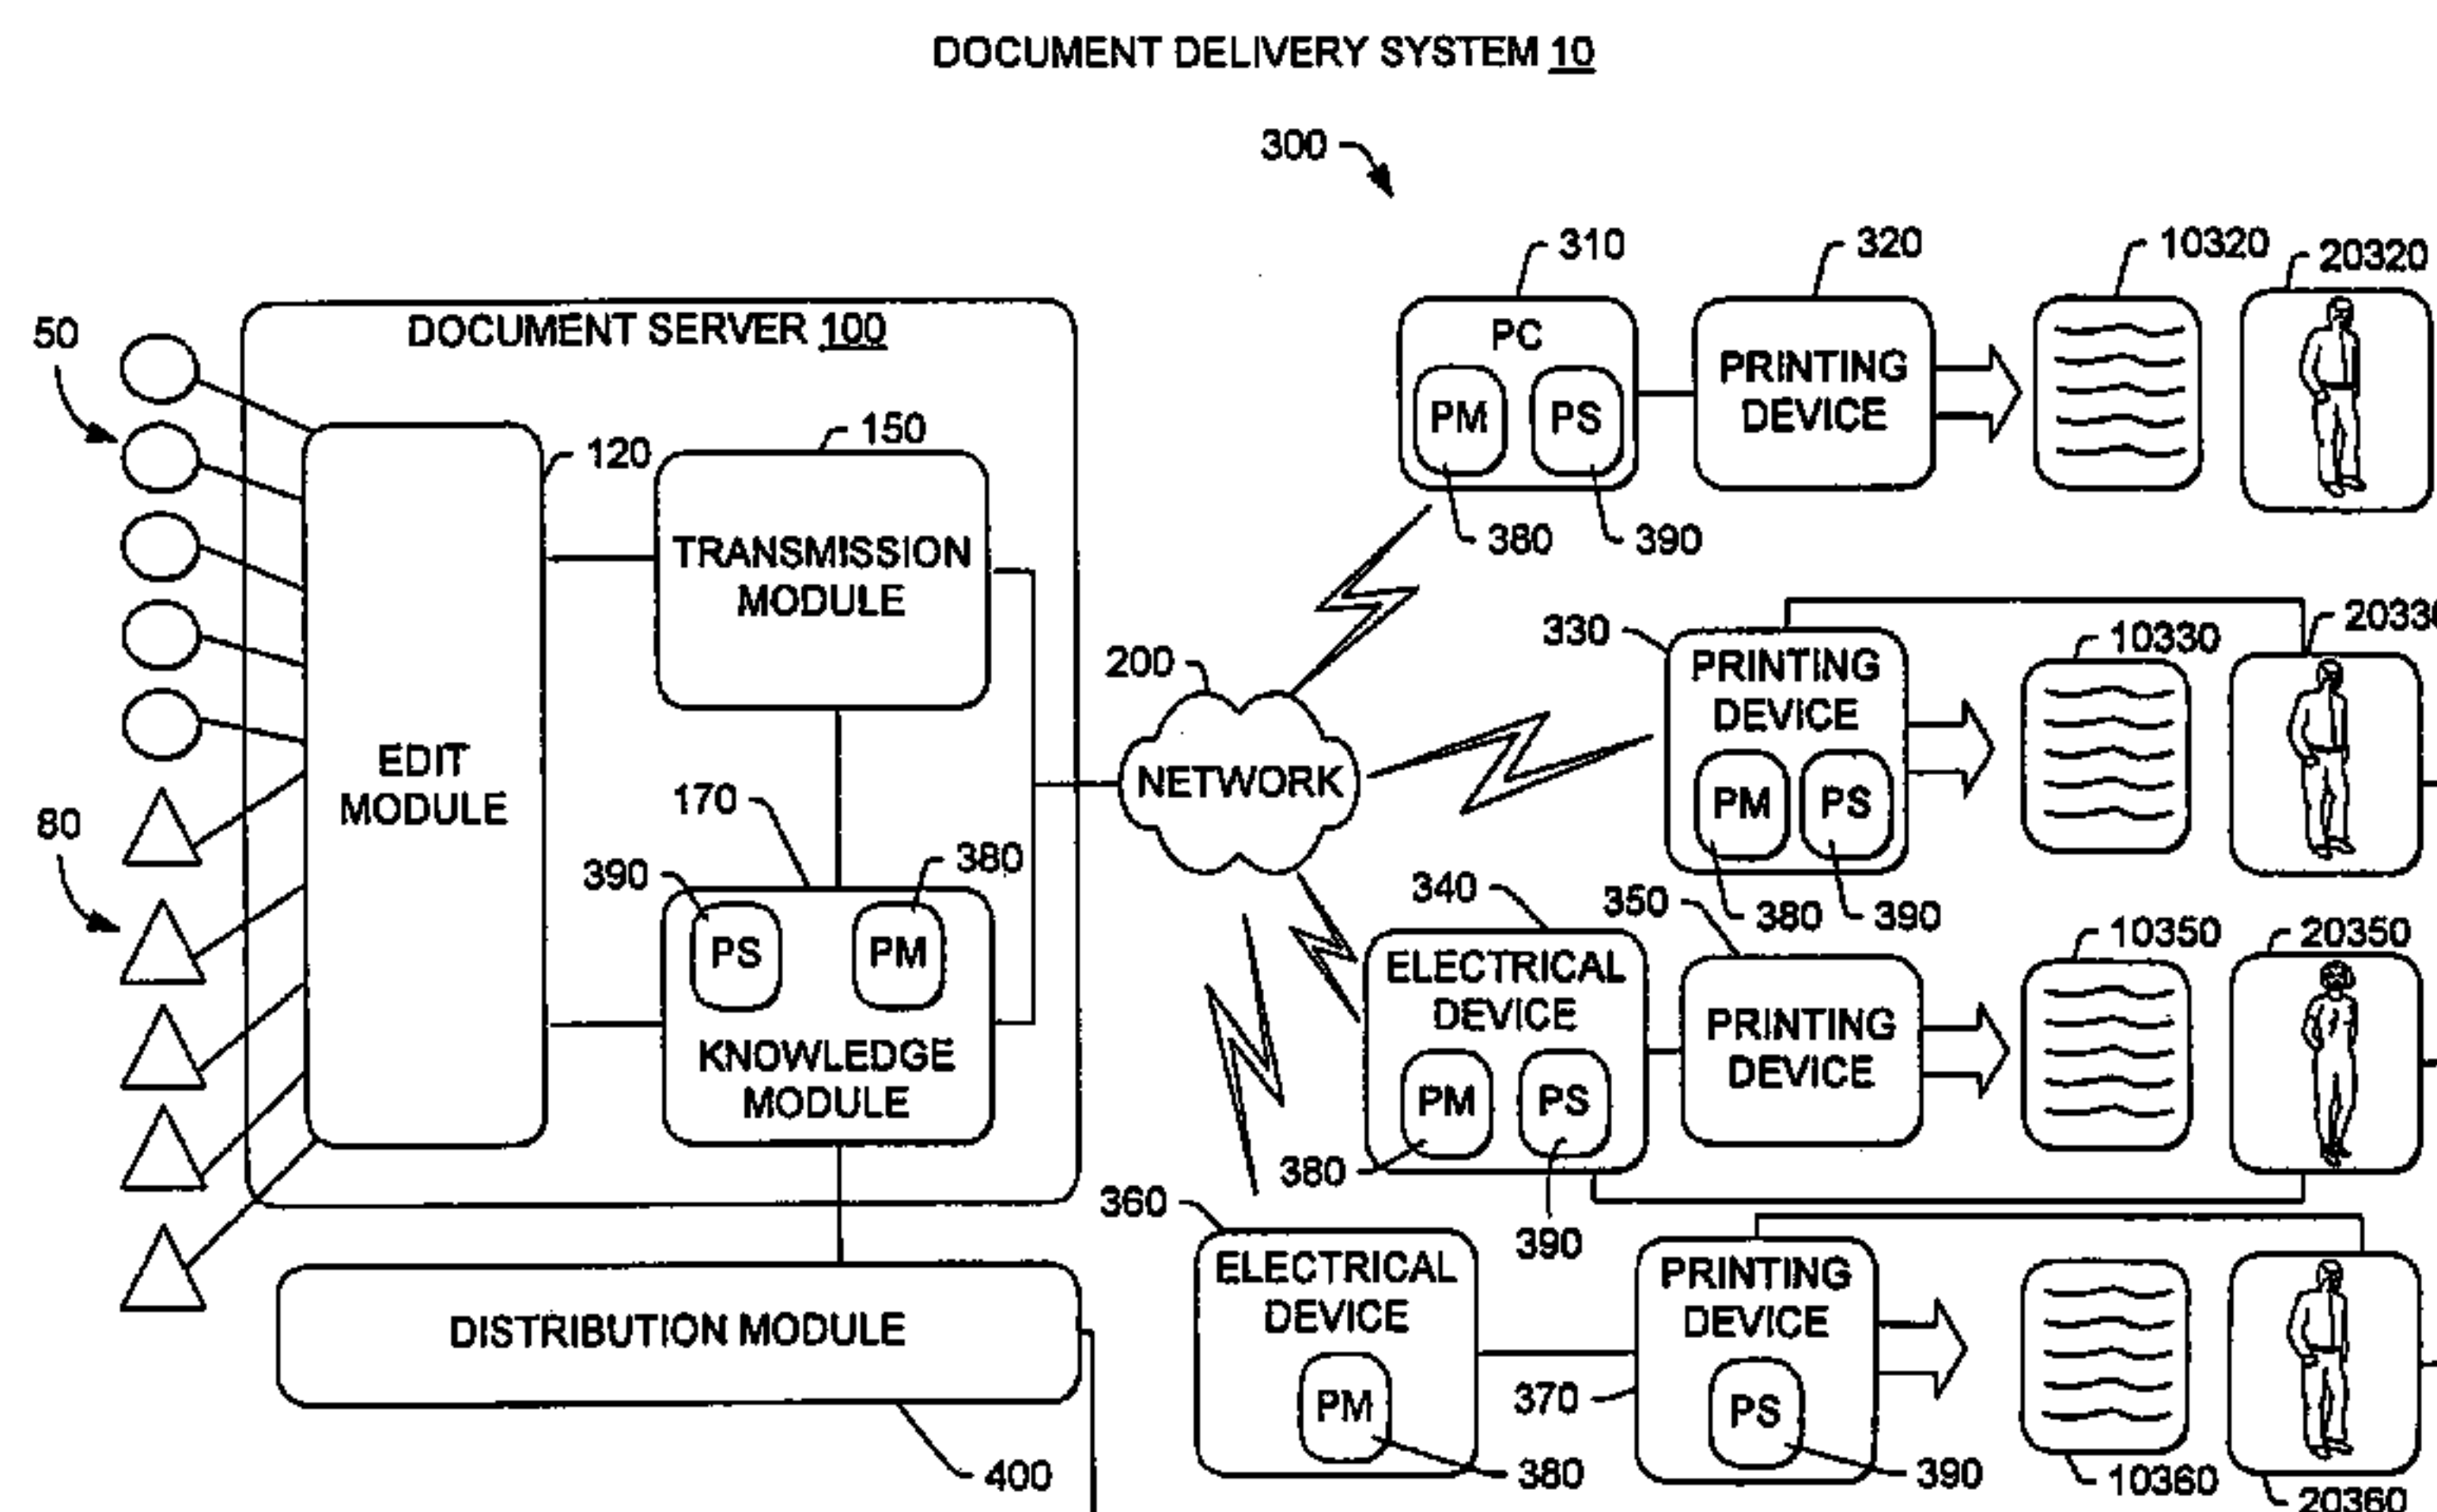 DOCUMENT DELIVERY SYSTEM 10
300
310
320
10320
20320
50
DOCUMENT SERVER 100
PC
PM
PS
PRINTING
DEVICE
380
390
120
150
TRANSMISSION
MODULE
EDIT
MODULE
80
170
390
380
PS
PM
KNOWLEDGE
MODULE
200
NETWORK
330
10330
PRINTING
DEVICE
PM
PS
380
390
340
350
10350
20350
ELECTRICAL
DEVICE
PM
PS
PRINTING
DEVICE
380
390
360
ELECTRICAL
DEVICE
PM
380
370
PRINTING
DEVICE
PS
390
10360
20360
DISTRIBUTION MODULE
400